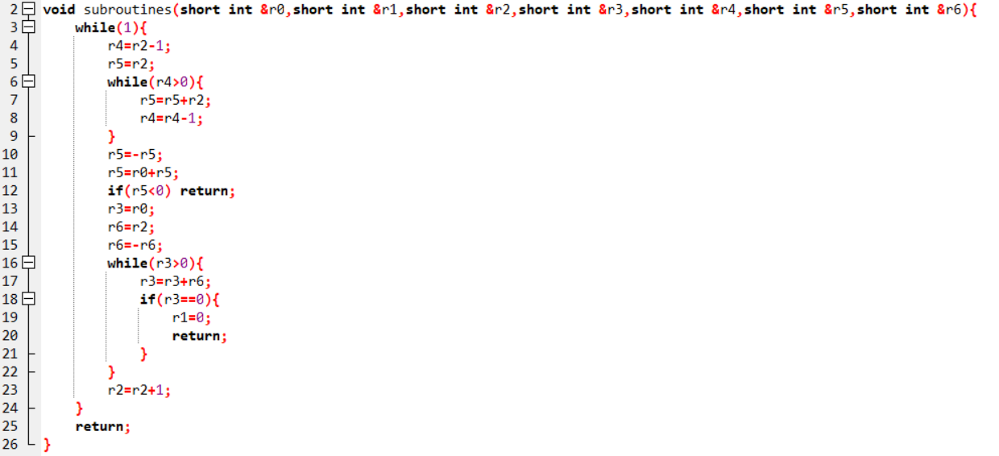 2 void subroutines(short int &r0,short int &r1,short int &r2,short int &r3,short int &r4,short int &r5,short int &r6){
3 while(1){
4 r4=r2-1;
5 r5=r2;
6 while(r4>0){
7 r5=r5+r2;
8 r4=r4-1;
9 }
10 r5=-r5;
11 r5=r0+r5;
12 if(r5<0) return;
13 r3=r0;
14 r6=r2;
15 r6=-r6;
16 while(r3>0){
17 r3=r3+r6;
18 if(r3==0){
19 r1=0;
20 return;
21 }
22 }
23 r2=r2+1;
24 }
25 return;
26 }